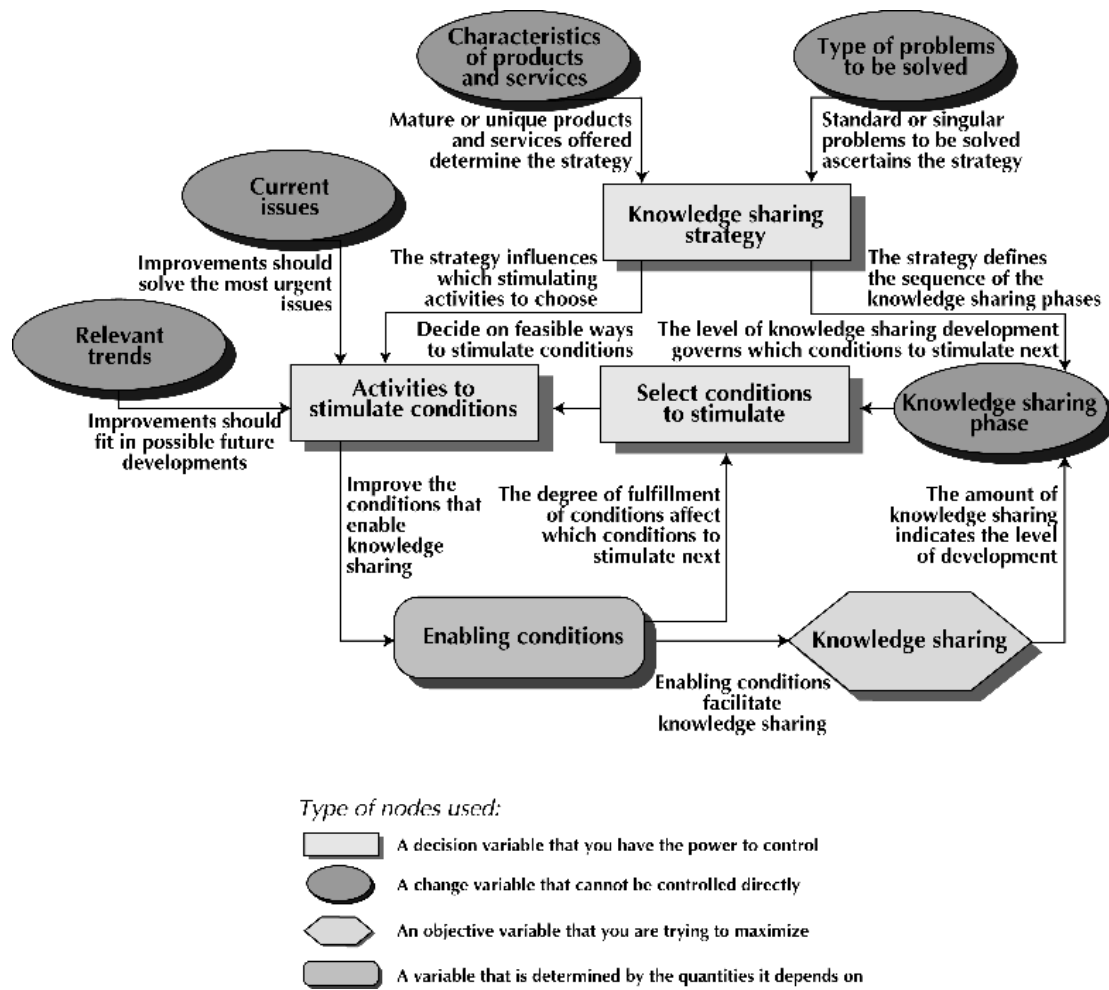 Characteristics
of products
and services
Type of problems
to be solved
Mature or unique products
and services offered
determine the strategy
Standard or singular
problems to be solved
ascertains the strategy
Current
issues
Knowledge sharing
strategy
Improvements should
solve the most urgent
issues
The strategy influences
which stimulating
activities to choose
The strategy defines
the sequence of the
knowledge sharing phases
Relevant
trends
Decide on feasible ways
to stimulate conditions
The level of knowledge sharing development
governs which conditions to stimulate next
Activities to
stimulate conditions
Select conditions
to stimulate
Knowledge sharing
phase
Improvements should
fit in possible future
developments
Improve the
conditions that
enable
knowledge
sharing
The degree of fulfillment
of conditions affect
which conditions to
stimulate next
The amount of
knowledge sharing
indicates the level
of development
Enabling conditions
Knowledge sharing
Enabling conditions
facilitate
knowledge sharing
Type of nodes used:
A decision variable that you have the power to control
A change variable that cannot be controlled directly
An objective variable that you are trying to maximize
A variable that is determined by the quantities it depends on